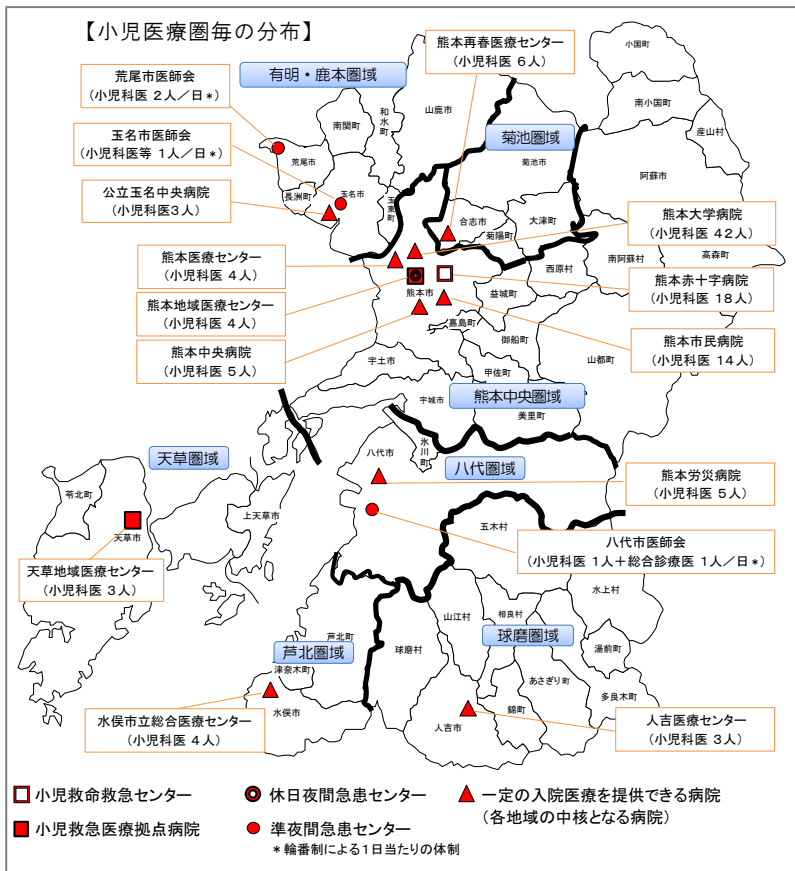 【小児医療圏毎の分布】
熊本再春医療センター
(小児科医 6人)
荒尾市医師会
(小児科医 2人／日*)
有明・鹿本圏域
玉名市医師会
(小児科医等 1人／日*)
公立玉名中央病院
(小児科医3人)
熊本医療センター
(小児科医 4人)
熊本地域医療センター
(小児科医 4人)
熊本中央病院
(小児科医 5人)
菊池圏域
熊本大学病院
(小児科医 42人)
熊本赤十字病院
(小児科医 18人)
熊本市民病院
(小児科医 14人)
小国町
南小国町
産山村
阿蘇市
高森町
南阿蘇村
西原村
山鹿市
和水町
南関町
荒尾市
長洲町
玉名市
玉東町
菊池市
合志市
菊陽町
大津町
熊本市
益城町
嘉島町
御船町
甲佐町
山都町
宇土市
宇城市
美里町
熊本中央圏域
氷川町
八代市
八代圏域
熊本労災病院
(小児科医 5人)
八代市医師会
(小児科医 1人＋総合診療医 1人／日*)
天草圏域
苓北町
天草市
上天草市
天草地域医療センター
(小児科医 3人)
五木村
水上村
山江村
相良村
球磨圏域
湯前町
多良木町
あさぎり町
錦町
人吉市
球磨村
芦北町
芦北圏域
津奈木町
水俣市
水俣市立総合医療センター
(小児科医 4人)
人吉医療センター
(小児科医 3人)
小児救命救急センター
休日夜間急患センター
一定の入院医療を提供できる病院
(各地域の中核となる病院)
小児救急医療拠点病院
準夜間急患センター
*輪番制による1日当たりの体制